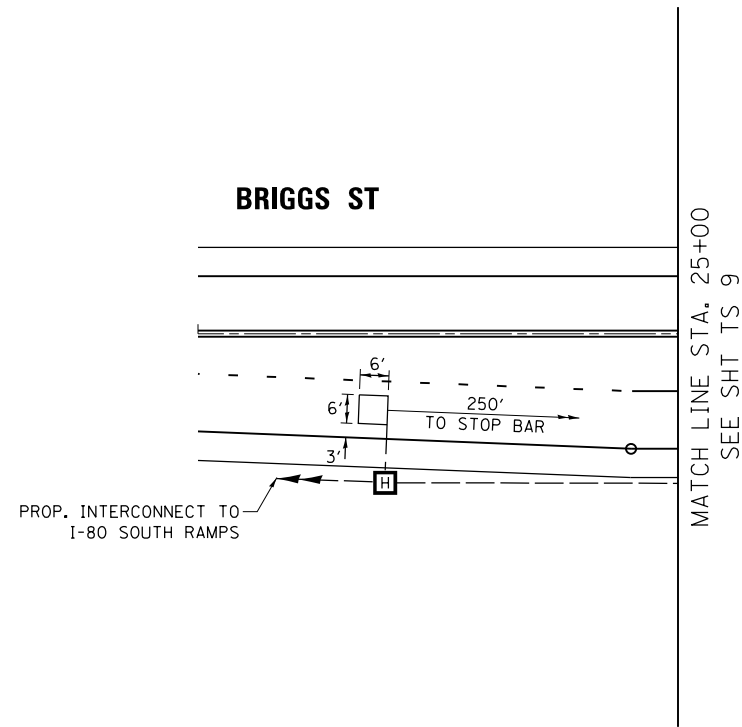 BRIGGS ST
6'
6'
250'
TO STOP BAR
3'
H
PROP. INTERCONNECT TO
I-80 SOUTH RAMPS
MATCH LINE STA. 25+00
SEE SHT TS 9